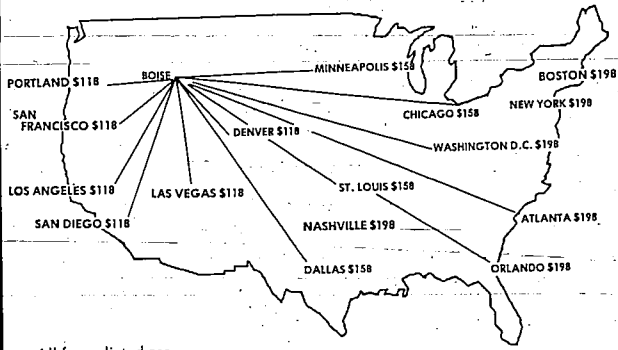 MINNEAPOLIS $158
BOSTON $198
PORTLAND $118
BOISE
NEW YORK $198
CHICAGO $158
SAN
FRANCISCO $118
DENVER $118
WASHINGTON D.C. $198
LOS ANGELES $118
LAS VEGAS $118
ST. LOUIS $158
SAN DIEGO $118
NASHVILLE $198
ATLANTA $198
DALLAS $158
ORLANDO $198